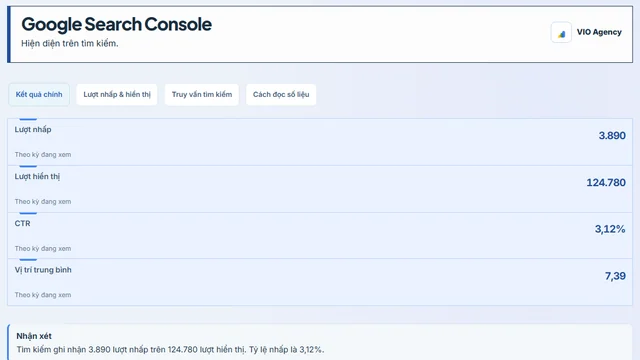 Google Search Console
Hiện diện trên tìm kiếm.
VIO Agency
Kết quả chính
Lượt nhấp & hiển thị
Truy vấn tìm kiếm
Cách đọc số liệu
Lượt nhấp
3.890
Theo kỳ đang xem
Lượt hiển thị
124.780
Theo kỳ đang xem
CTR
3,12%
Theo kỳ đang xem
Vị trí trung bình
7,39
Theo kỳ đang xem
Nhận xét
Tìm kiếm ghi nhận 3.890 lượt nhấp trên 124.780 lượt hiển thị. Tỷ lệ nhấp là 3,12%.